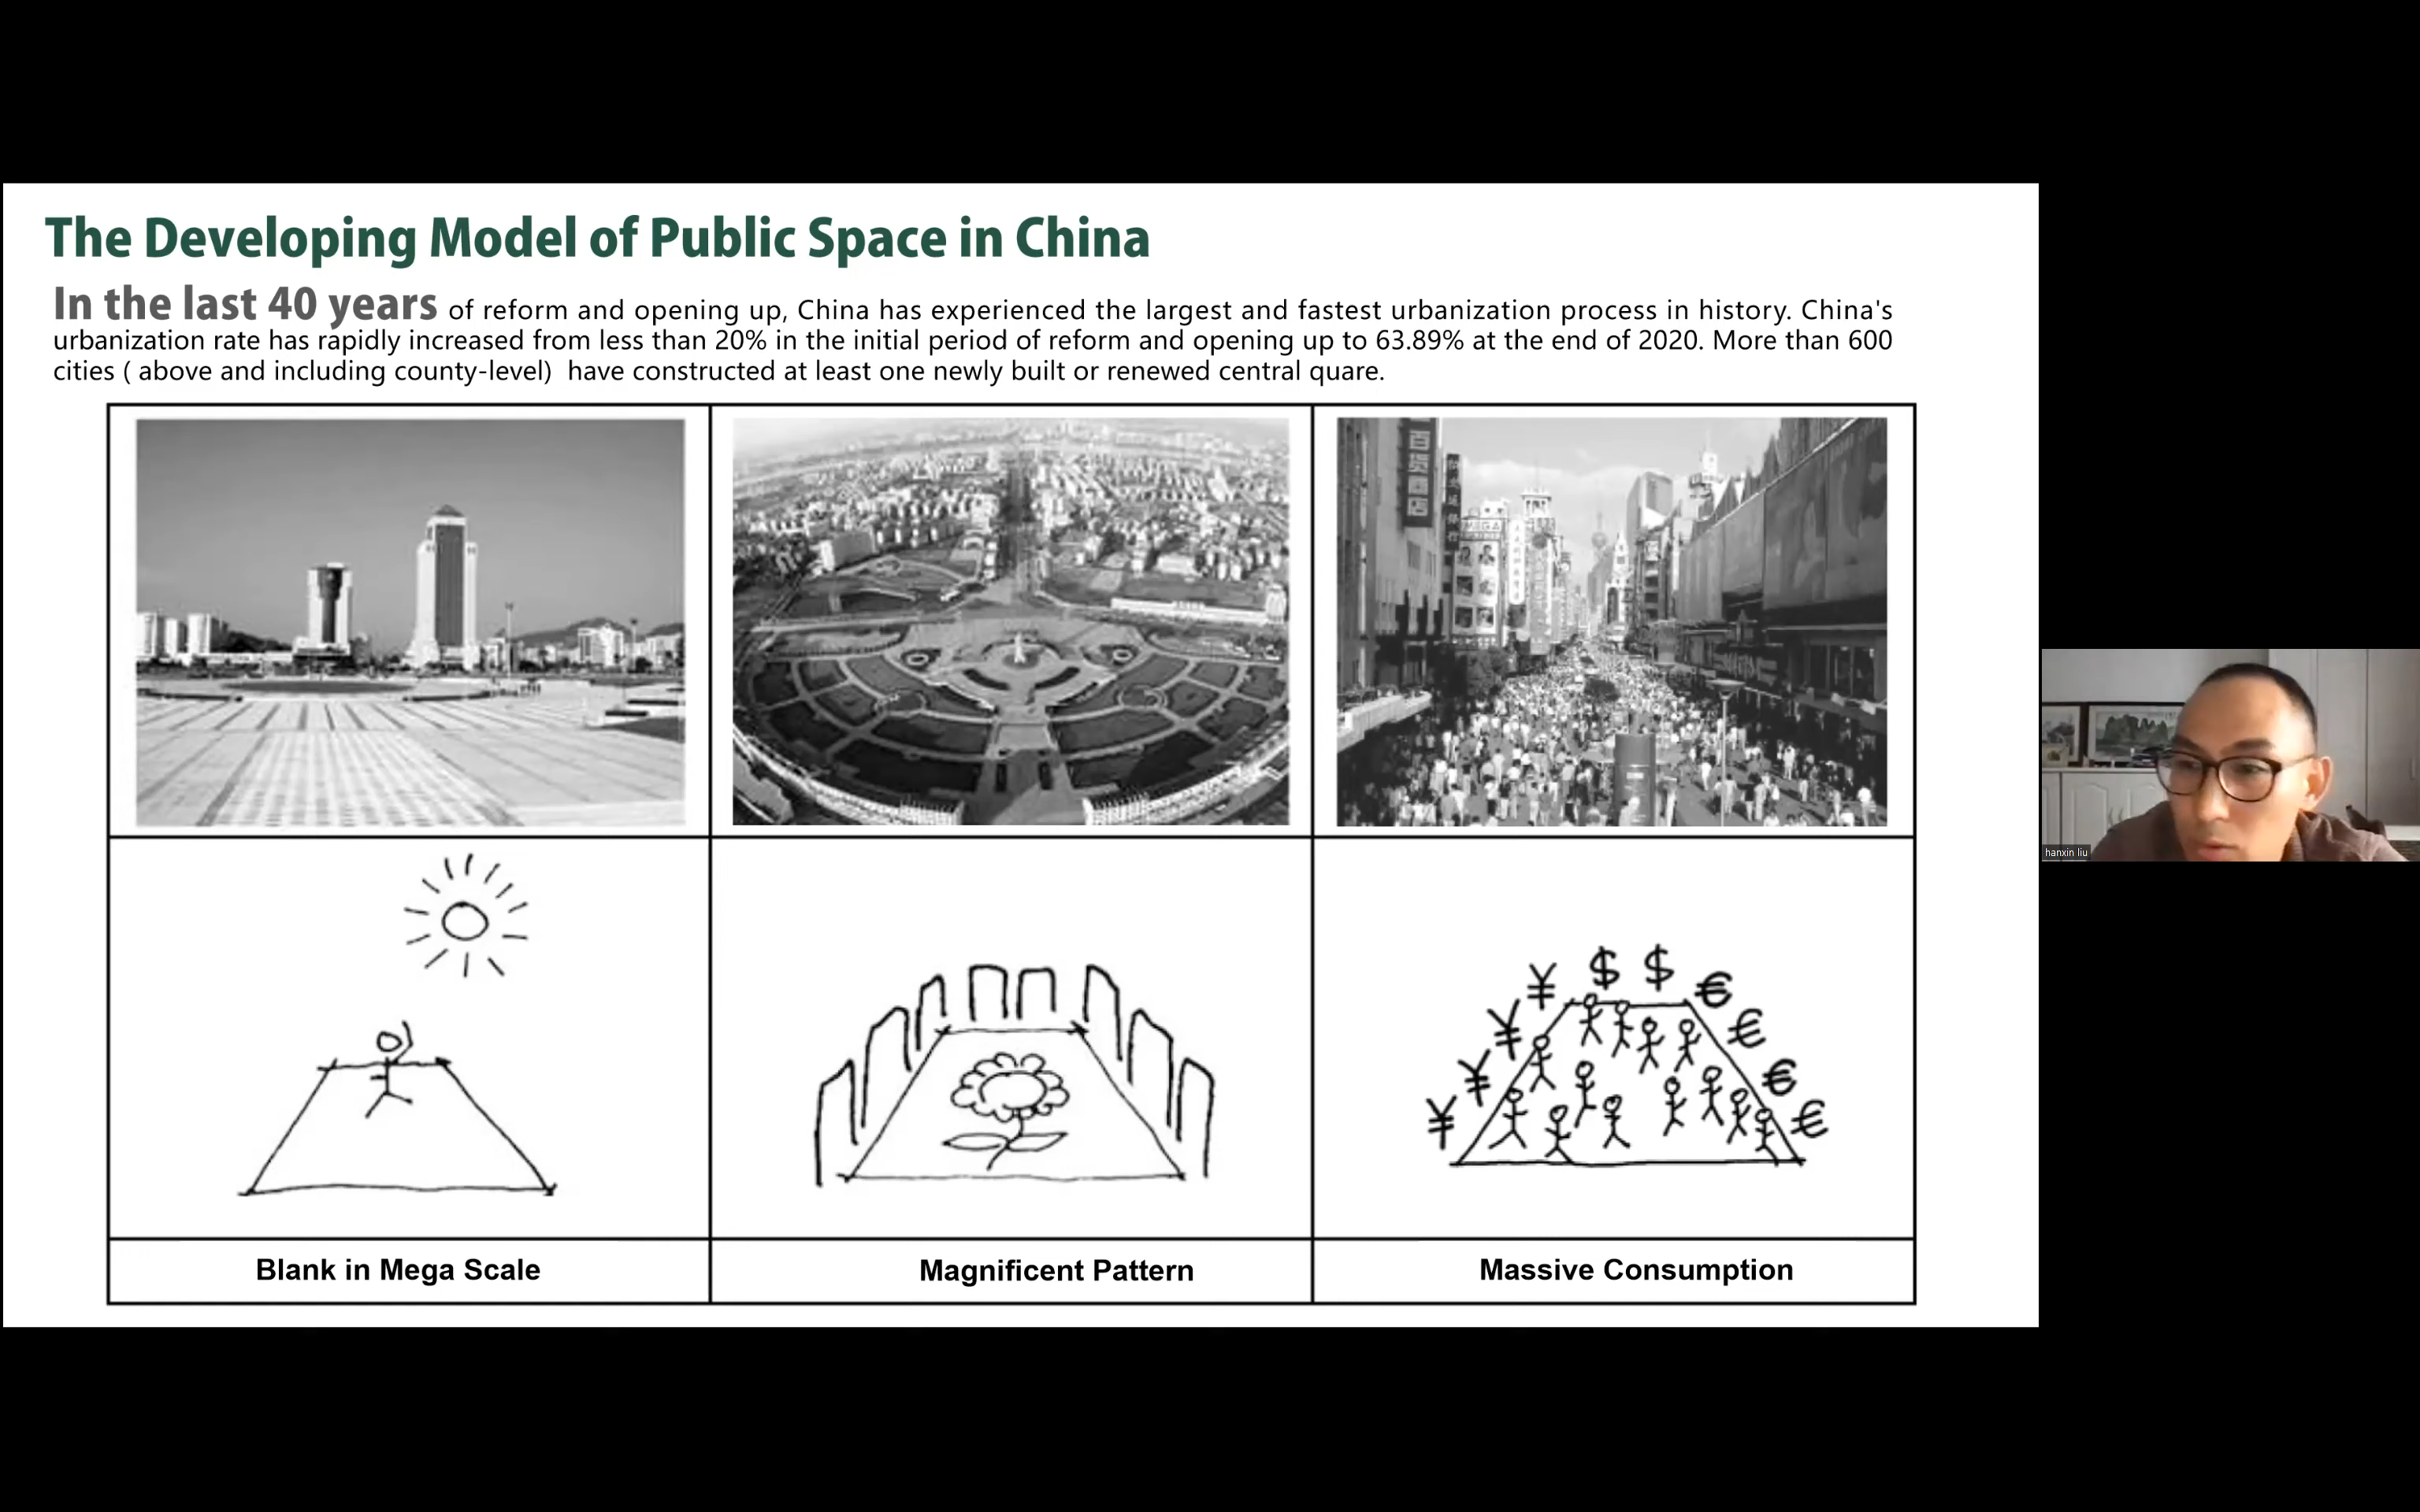 The Developing Model of Public Space in China
In the last 40 years of reform and opening up, China has experienced the largest and fastest urbanization process in history. China's
urbanization rate has rapidly increased from less than 20% in the initial period of reform and opening up to 63.89% at the end of 2020. More than 600
cities ( above and including county-level) have constructed at least one newly built or renewed central quare.
百货商店
MEGA
¥ ¥ ¥ ¥ $ $ € € € €
Blank in Mega Scale
Magnificent Pattern
Massive Consumption
hanxin liu